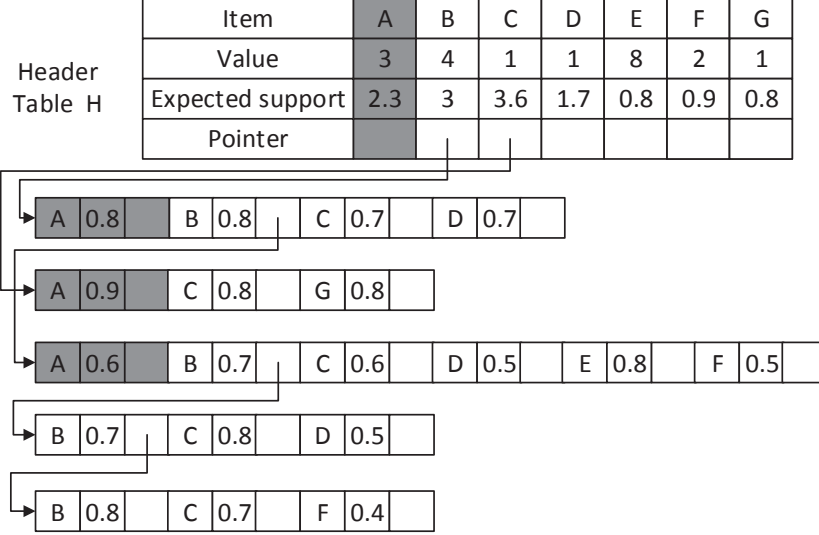 Item A B C D E F G
Header Table H
Value 3 4 1 1 8 2 1
Expected support 2.3 3 3.6 1.7 0.8 0.9 0.8
Pointer
A 0.8 B 0.8 C 0.7 D 0.7
A 0.9 C 0.8 G 0.8
A 0.6 B 0.7 C 0.6 D 0.5 E 0.8 F 0.5
B 0.7 C 0.8 D 0.5
B 0.8 C 0.7 F 0.4